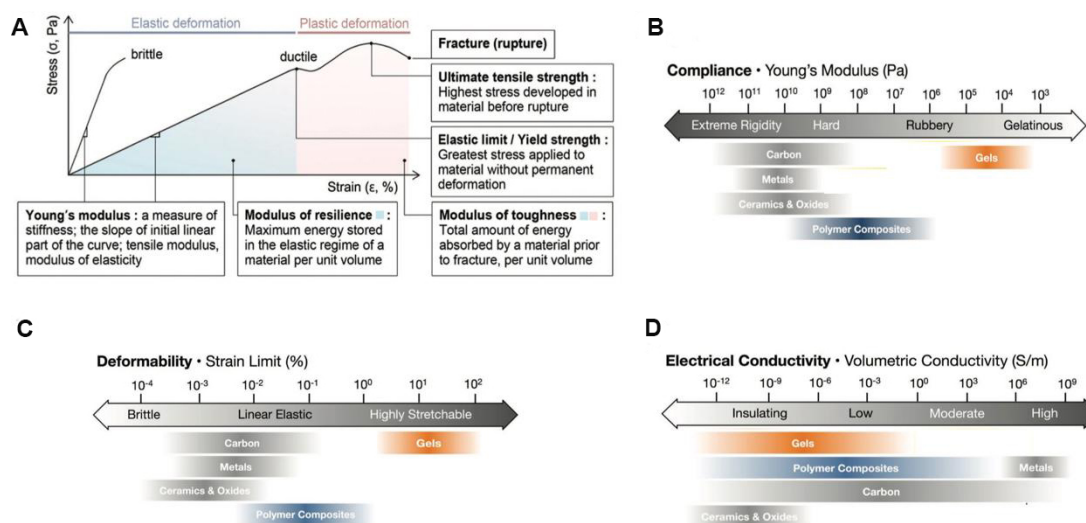 A
Elastic deformation
Plastic deformation
Stress (σ, Pa)
brittle
ductile
Strain (ε, %)
Fracture (rupture)
Ultimate tensile strength :
Highest stress developed in
material before rupture
Elastic limit / Yield strength :
Greatest stress applied to
material without permanent
deformation
Young's modulus : a measure of
stiffness; the slope of initial linear
part of the curve; tensile modulus,
modulus of elasticity
Modulus of resilience :
Maximum energy stored
in the elastic regime of a
material per unit volume
Modulus of toughness :
Total amount of energy
absorbed by a material prior
to fracture, per unit volume
B
Compliance • Young's Modulus (Pa)
10¹² 10¹¹ 10¹⁰ 10⁹ 10⁸ 10⁷ 10⁶ 10⁵ 10⁴ 10³
Extreme Rigidity Hard Rubbery Gelatinous
Carbon Gels
Metals
Ceramics & Oxides
Polymer Composites
C
Deformability • Strain Limit (%)
10⁻⁴ 10⁻³ 10⁻² 10⁻¹ 10⁰ 10¹ 10²
Brittle Linear Elastic Highly Stretchable
Carbon Gels
Metals
Ceramics & Oxides
Polymer Composites
D
Electrical Conductivity • Volumetric Conductivity (S/m)
10⁻¹² 10⁻⁹ 10⁻⁶ 10⁻³ 10⁰ 10³ 10⁶ 10⁹
Insulating Low Moderate High
Gels
Polymer Composites Metals
Carbon
Ceramics & Oxides